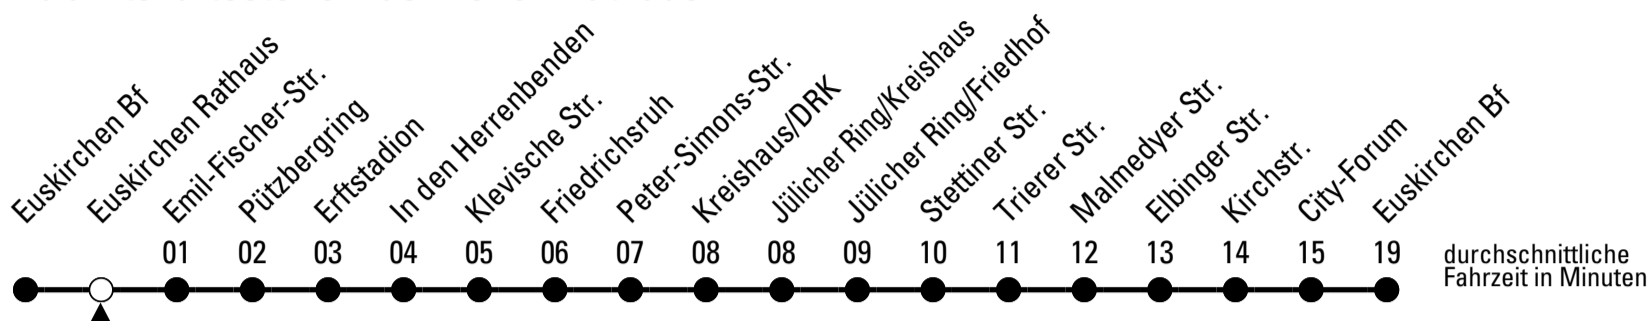 Euskirchen Bf
Euskirchen Rathaus
Emil-Fischer-Str.
Pützbergring
Erftstadion
In den Herrenbenden
Klevische Str.
Friedrichsruh
Peter-Simons-Str.
Kreishaus/DRK
Jülicher Ring/Kreishaus
Jülicher Ring/Friedhof
Stettiner Str.
Trierer Str.
Malmedyer Str.
Elbinger Str.
Kirchstr.
City-Forum
Euskirchen Bf
01 02 03 04 05 06 07 08 08 09 10 11 12 13 14 15 19
durchschnittliche
Fahrzeit in Minuten